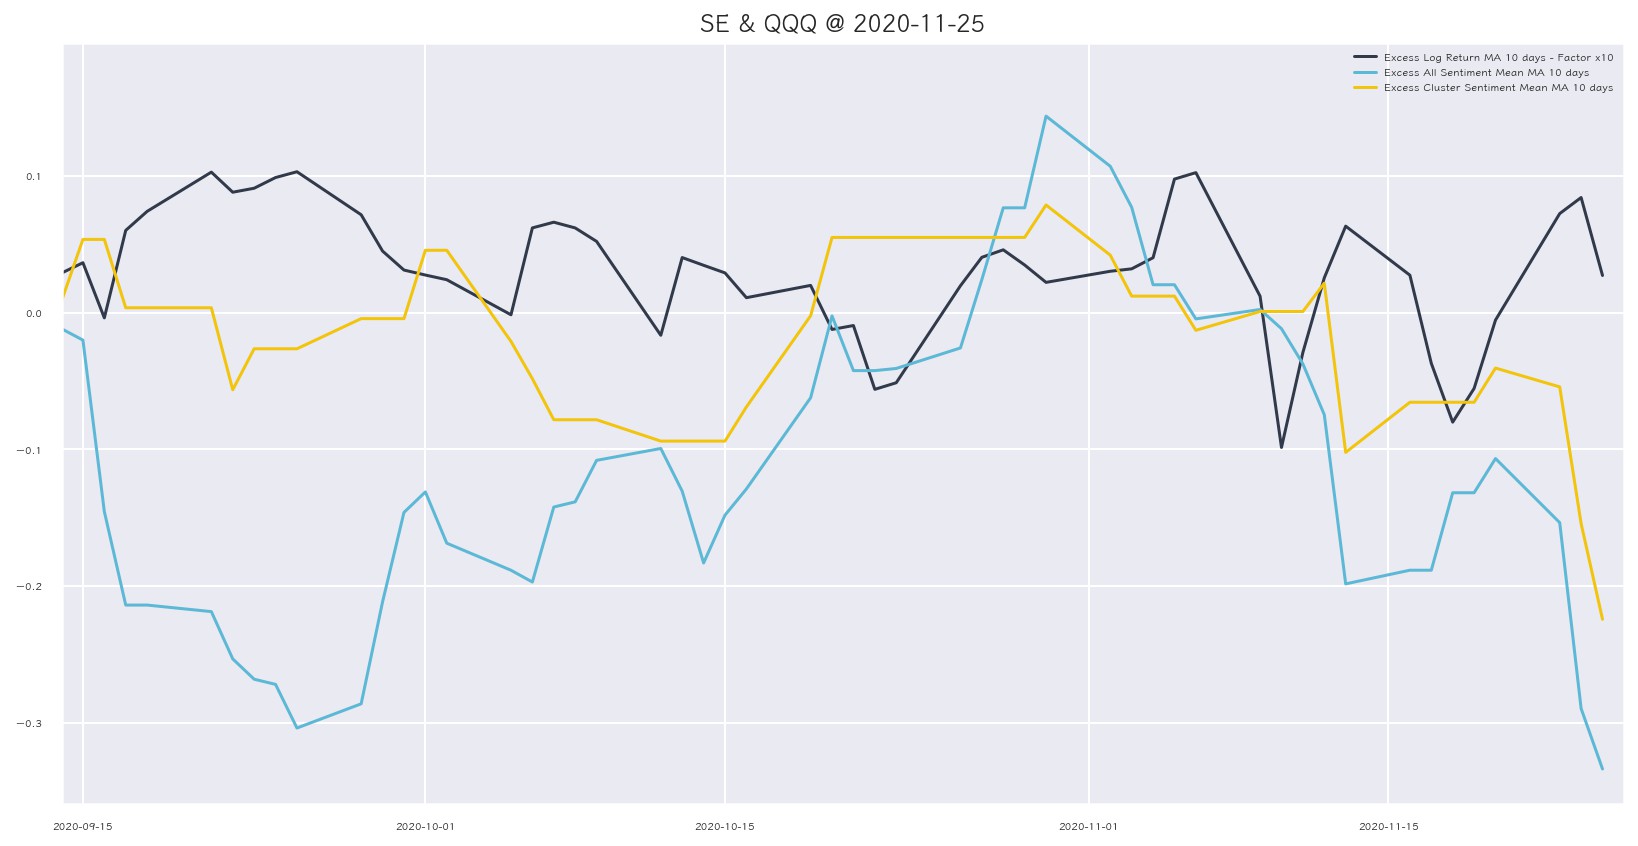 SE & QQQ @ 2020-11-25
Excess Log Return MA 10 days - Factor x10
Excess All Sentiment Mean MA 10 days
Excess Cluster Sentiment Mean MA 10 days
0.1
0.0
−0.1
−0.2
−0.3
2020-09-15 2020-10-01 2020-10-15 2020-11-01 2020-11-15